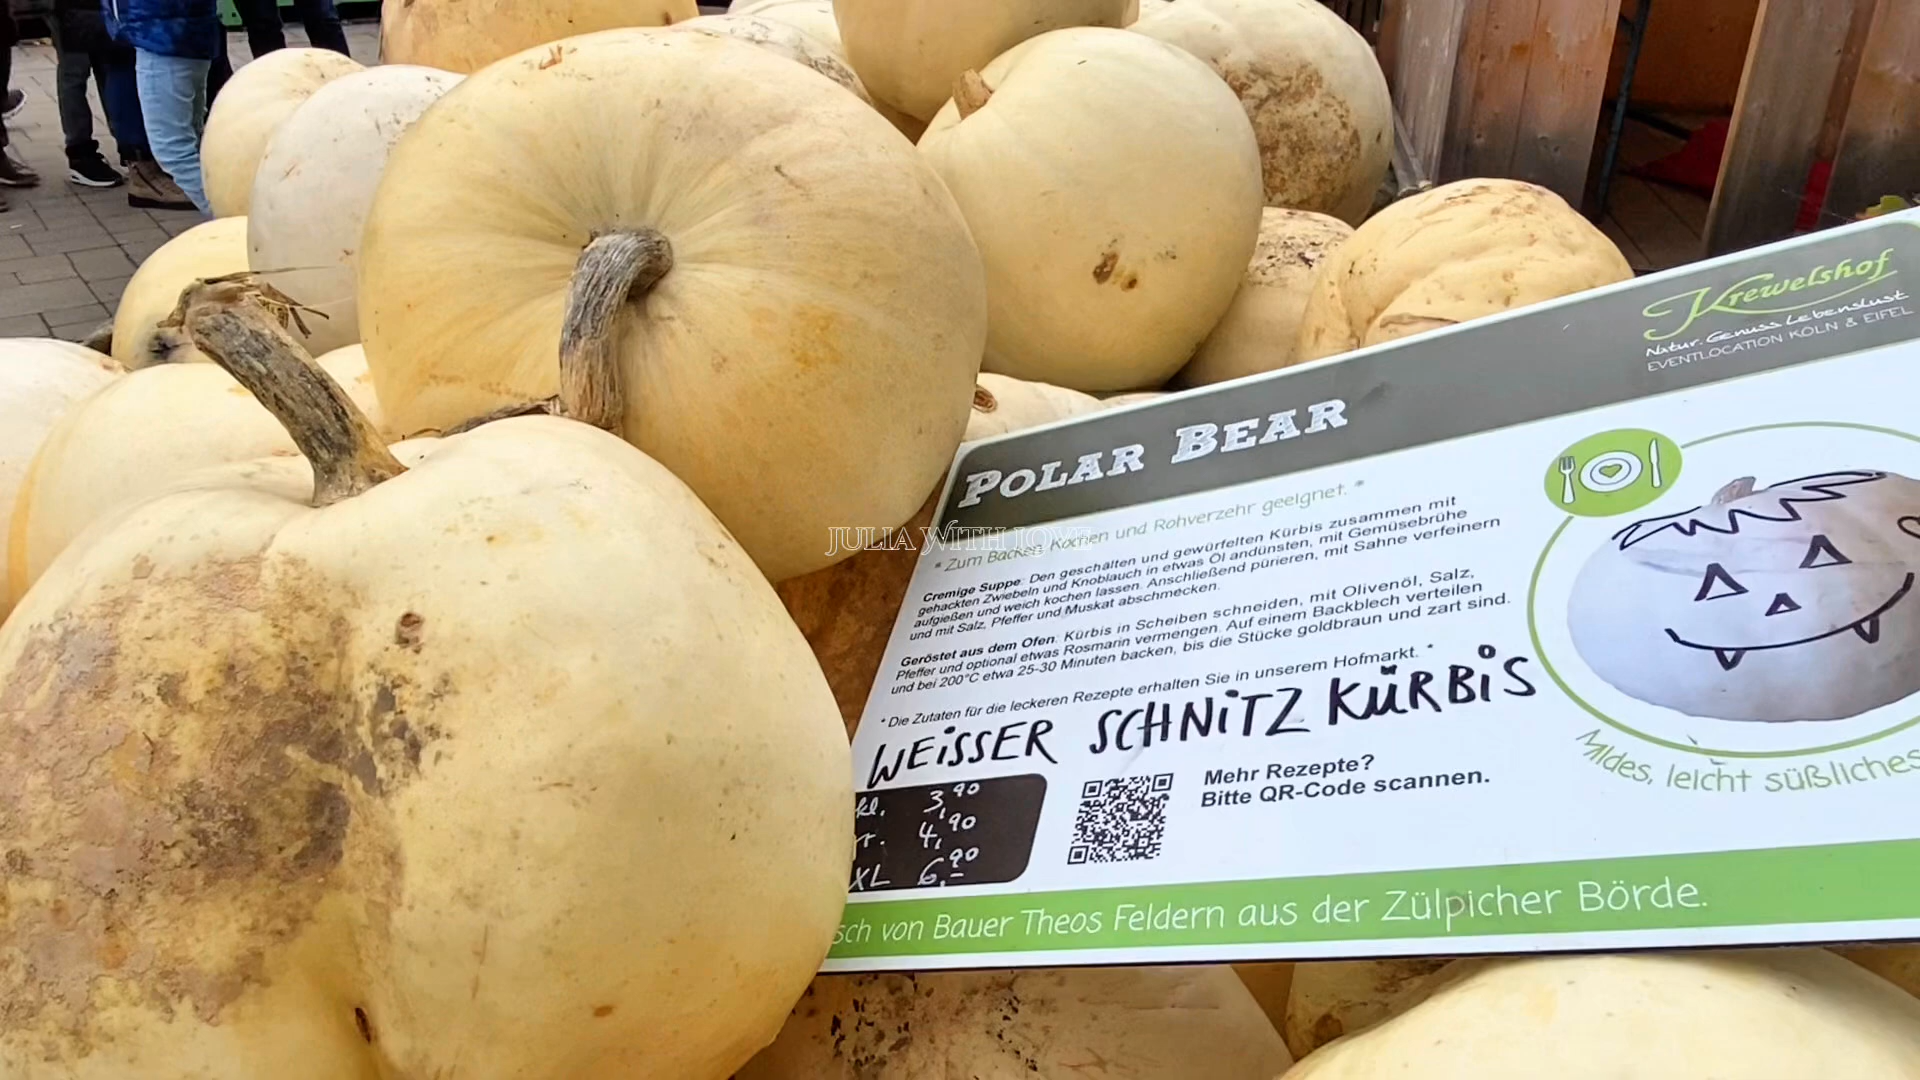 Krewelshof
Natur. Genuss. Lebenslust
EVENTLOCATION KÖLN & EIFEL
POLAR BEAR
* Zum Backen, Kochen und Rohverzehr geeignet. *
Cremige Suppe: Den geschälten und gewürfelten Kürbis zusammen mit
gehackten Zwiebeln und Knoblauch in etwas Öl andünsten, mit Gemüsebrühe
aufgießen und weich kochen lassen. Anschließend pürieren, mit Sahne verfeinern
und mit Salz, Pfeffer und Muskat abschmecken.
Geröstet aus dem Ofen: Kürbis in Scheiben schneiden, mit Olivenöl, Salz,
Pfeffer und optional etwas Rosmarin vermengen. Auf einem Backblech verteilen
und bei 200°C etwa 25-30 Minuten backen, bis die Stücke goldbraun und zart sind.
* Die Zutaten für die leckeren Rezepte erhalten Sie in unserem Hofmarkt. *
WEISSER SCHNITZ KÜRBIS
kl. 3,90
r. 4,90
XL 6,90
Mehr Rezepte?
Bitte QR-Code scannen.
Mildes, leicht süßliches
sch von Bauer Theos Feldern aus der Zülpicher Börde.
JULIA WITH LOVE